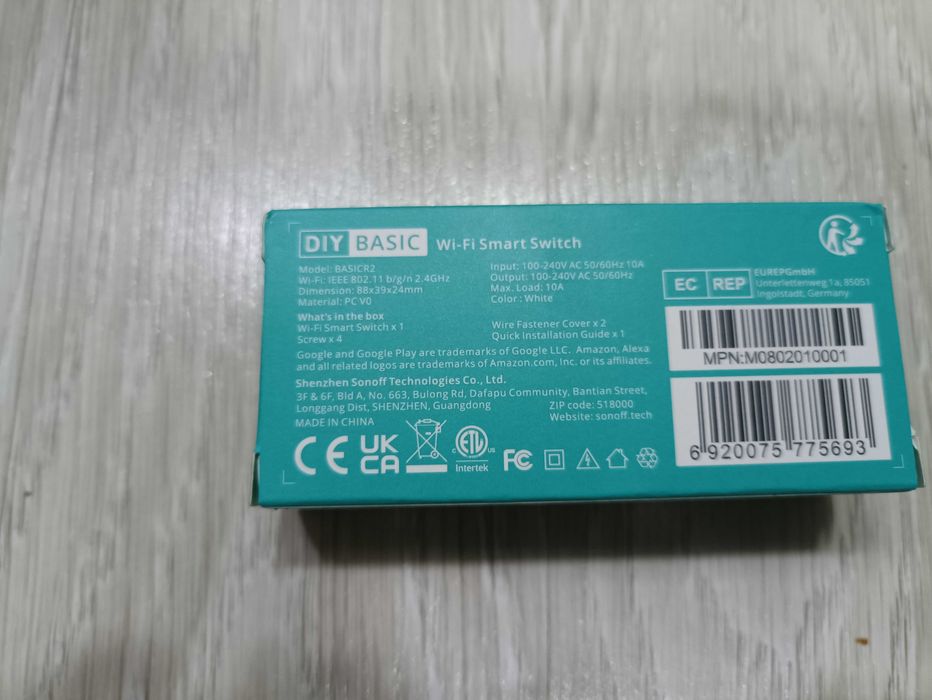 DIY BASIC Wi-Fi Smart Switch
Model: BASICR2
Wi-Fi: IEEE 802.11 b/g/n 2.4GHz
Dimension: 88x39x24mm
Material: PC V0
Input: 100-240V AC 50/60Hz 10A
Output: 100-240V AC 50/60Hz
Max. Load: 10A
Color: White
What's in the box
Wi-Fi Smart Switch x 1
Screw x 4
Wire Fastener Cover x 2
Quick Installation Guide x 1
Google and Google Play are trademarks of Google LLC. Amazon, Alexa
and all related logos are trademarks of Amazon.com, Inc. or its affiliates.
Shenzhen Sonoff Technologies Co., Ltd.
3F & 6F, Bld A, No. 663, Bulong Rd, Dafapu Community, Bantian Street,
Longgang Dist, SHENZHEN, Guangdong
ZIP code: 518000
MADE IN CHINA
Website: sonoff.tech
CE
UK
CA
c ETL us
Intertek
FC
EC REP
EUREPGmbH
Unterlettenweg 1a, 85051
Ingolstadt, Germany
MPN:M0802010001
6 920075 775693